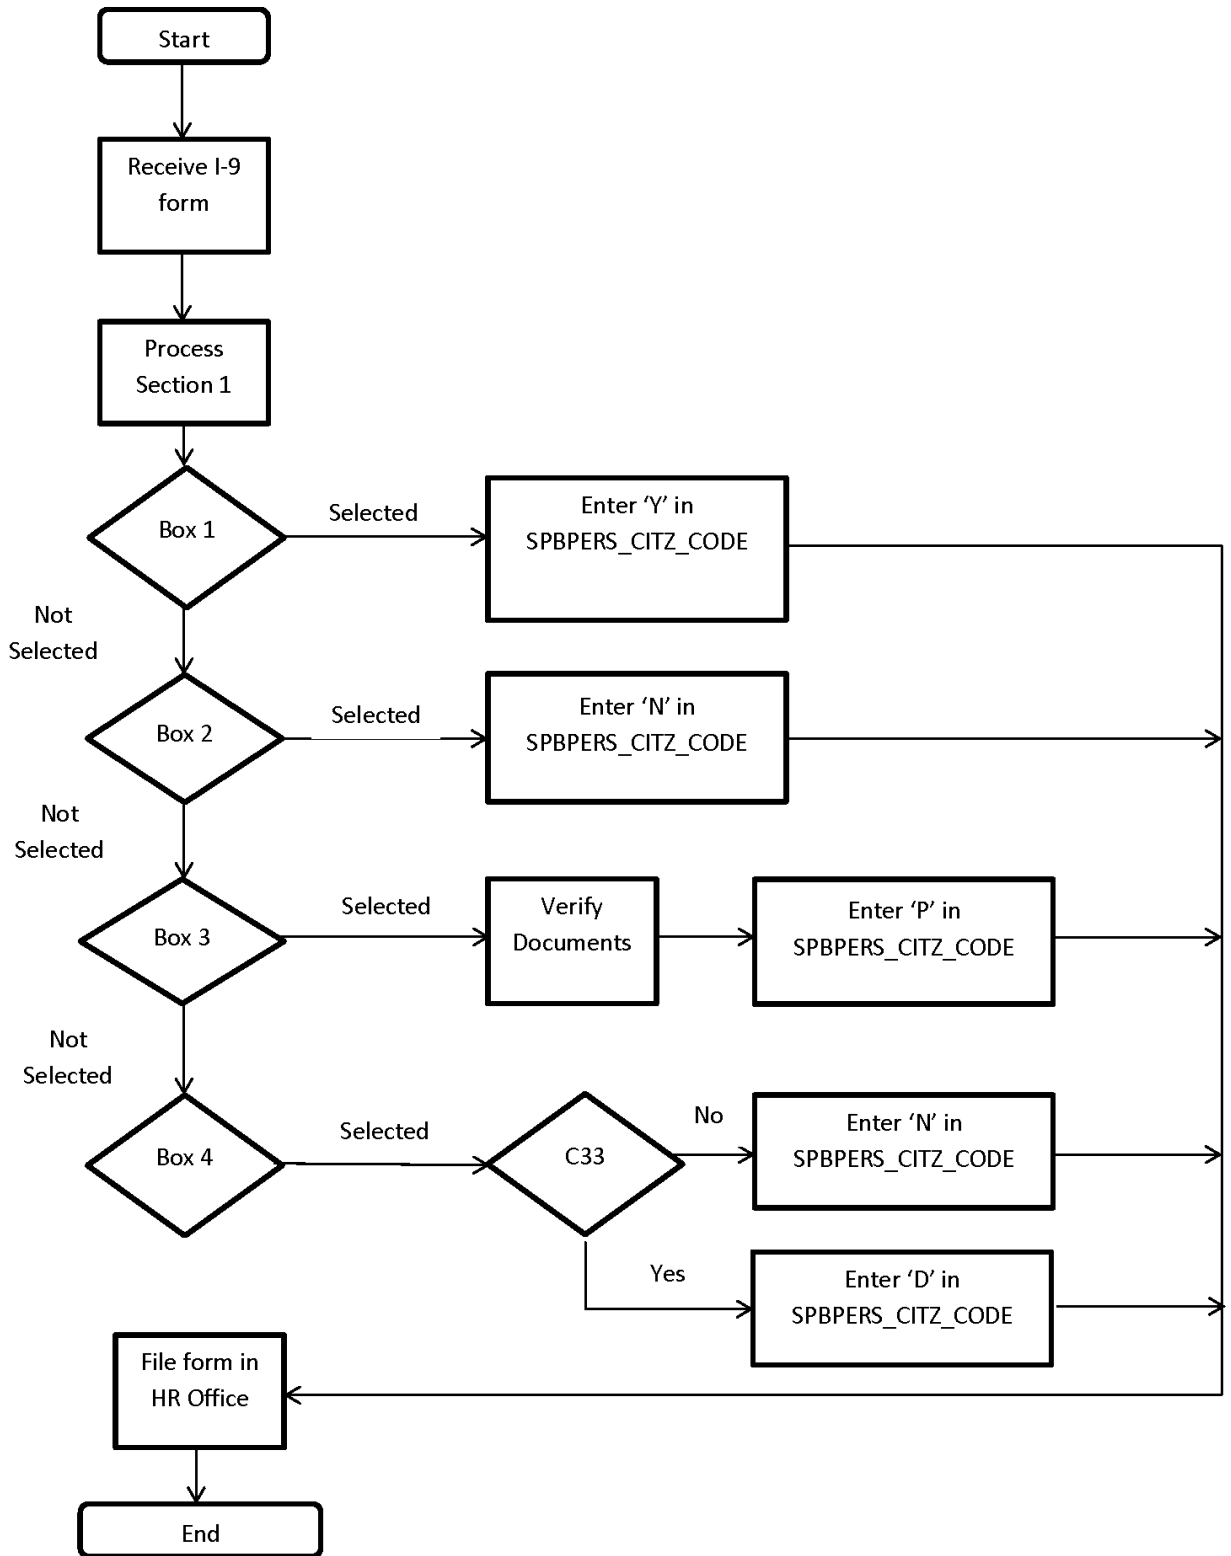 Start
Receive I-9
form
Process
Section 1
Box 1
Selected
Enter ‘Y’ in
SPBPERS_CITZ_CODE
Not
Selected
Box 2
Selected
Enter ‘N’ in
SPBPERS_CITZ_CODE
Not
Selected
Box 3
Selected
Verify
Documents
Enter ‘P’ in
SPBPERS_CITZ_CODE
Not
Selected
Box 4
Selected
C33
No
Enter ‘N’ in
SPBPERS_CITZ_CODE
Yes
Enter ‘D’ in
SPBPERS_CITZ_CODE
File form in
HR Office
End